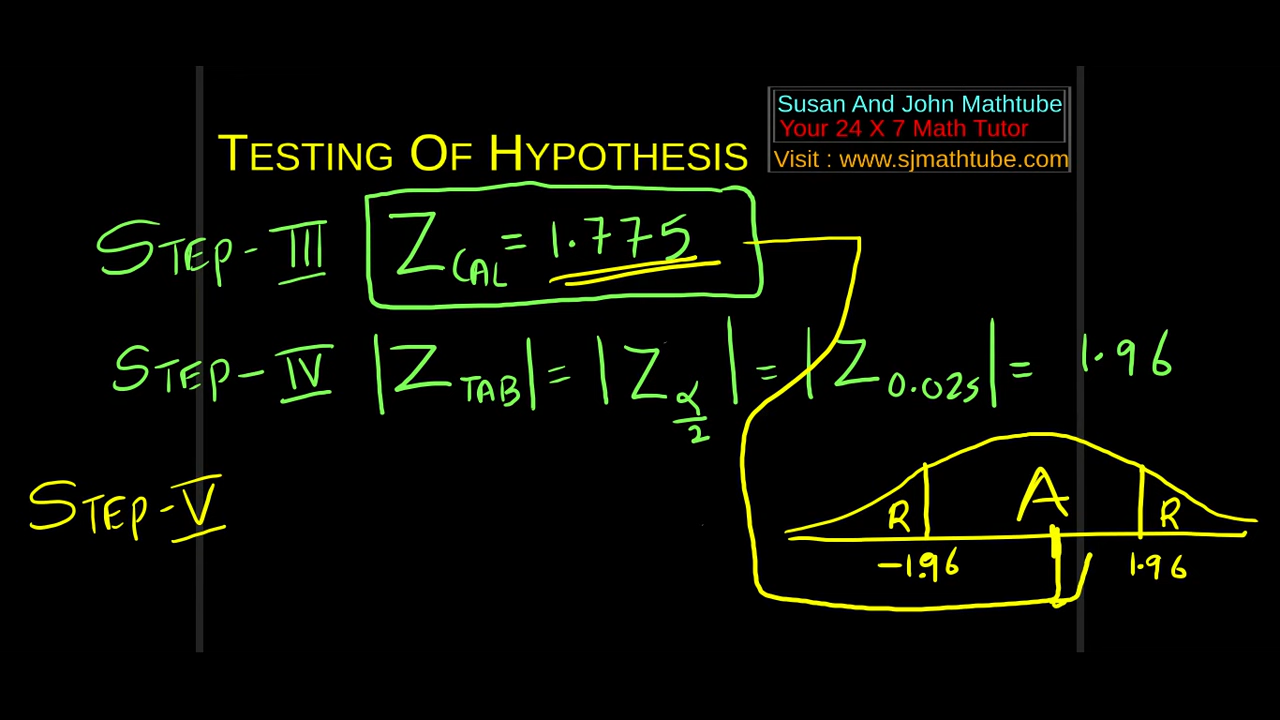 Susan And John Mathtube
Your 24 X 7 Math Tutor
Visit : www.sjmathtube.com
TESTING OF HYPOTHESIS
STEP-III Z_CAL = 1.775
STEP-IV |Z_TAB| = |Z_α/2| = |Z_0.025| = 1.96
STEP-V
R A R
-1.96 1.96